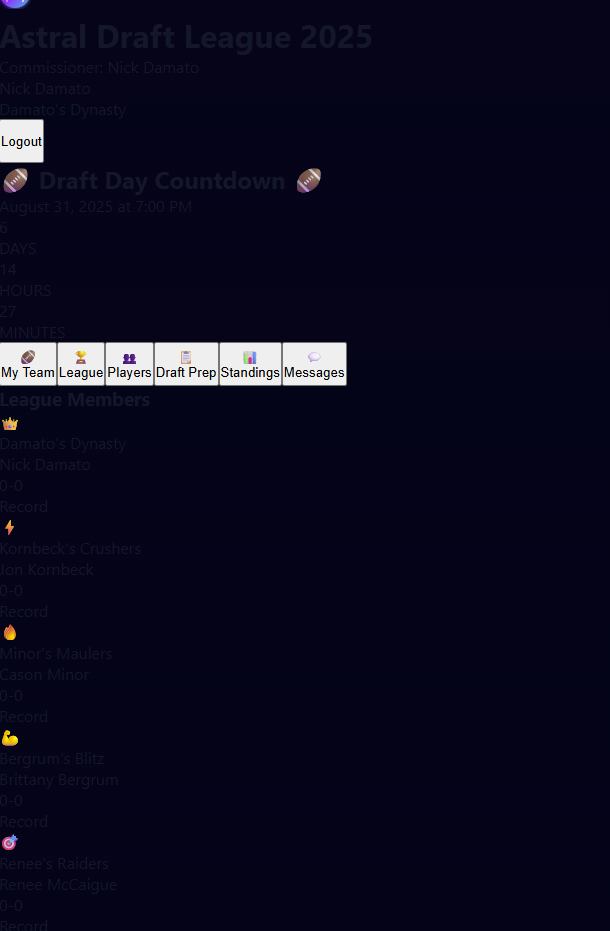 Astral Draft League 2025
Commissioner: Nick Damato
Nick Damato
Damato's Dynasty
Logout
🏈 Draft Day Countdown 🏈
August 31, 2025 at 7:00 PM
6
DAYS
14
HOURS
27
MINUTES
My Team League Players Draft Prep Standings Messages
League Members
Damato's Dynasty
Nick Damato
0-0
Record
Kornbeck's Crushers
Jon Kornbeck
0-0
Record
Minor's Maulers
Cason Minor
0-0
Record
Bergrum's Blitz
Brittany Bergrum
0-0
Record
Renee's Raiders
Renee McCaigue
0-0
Record